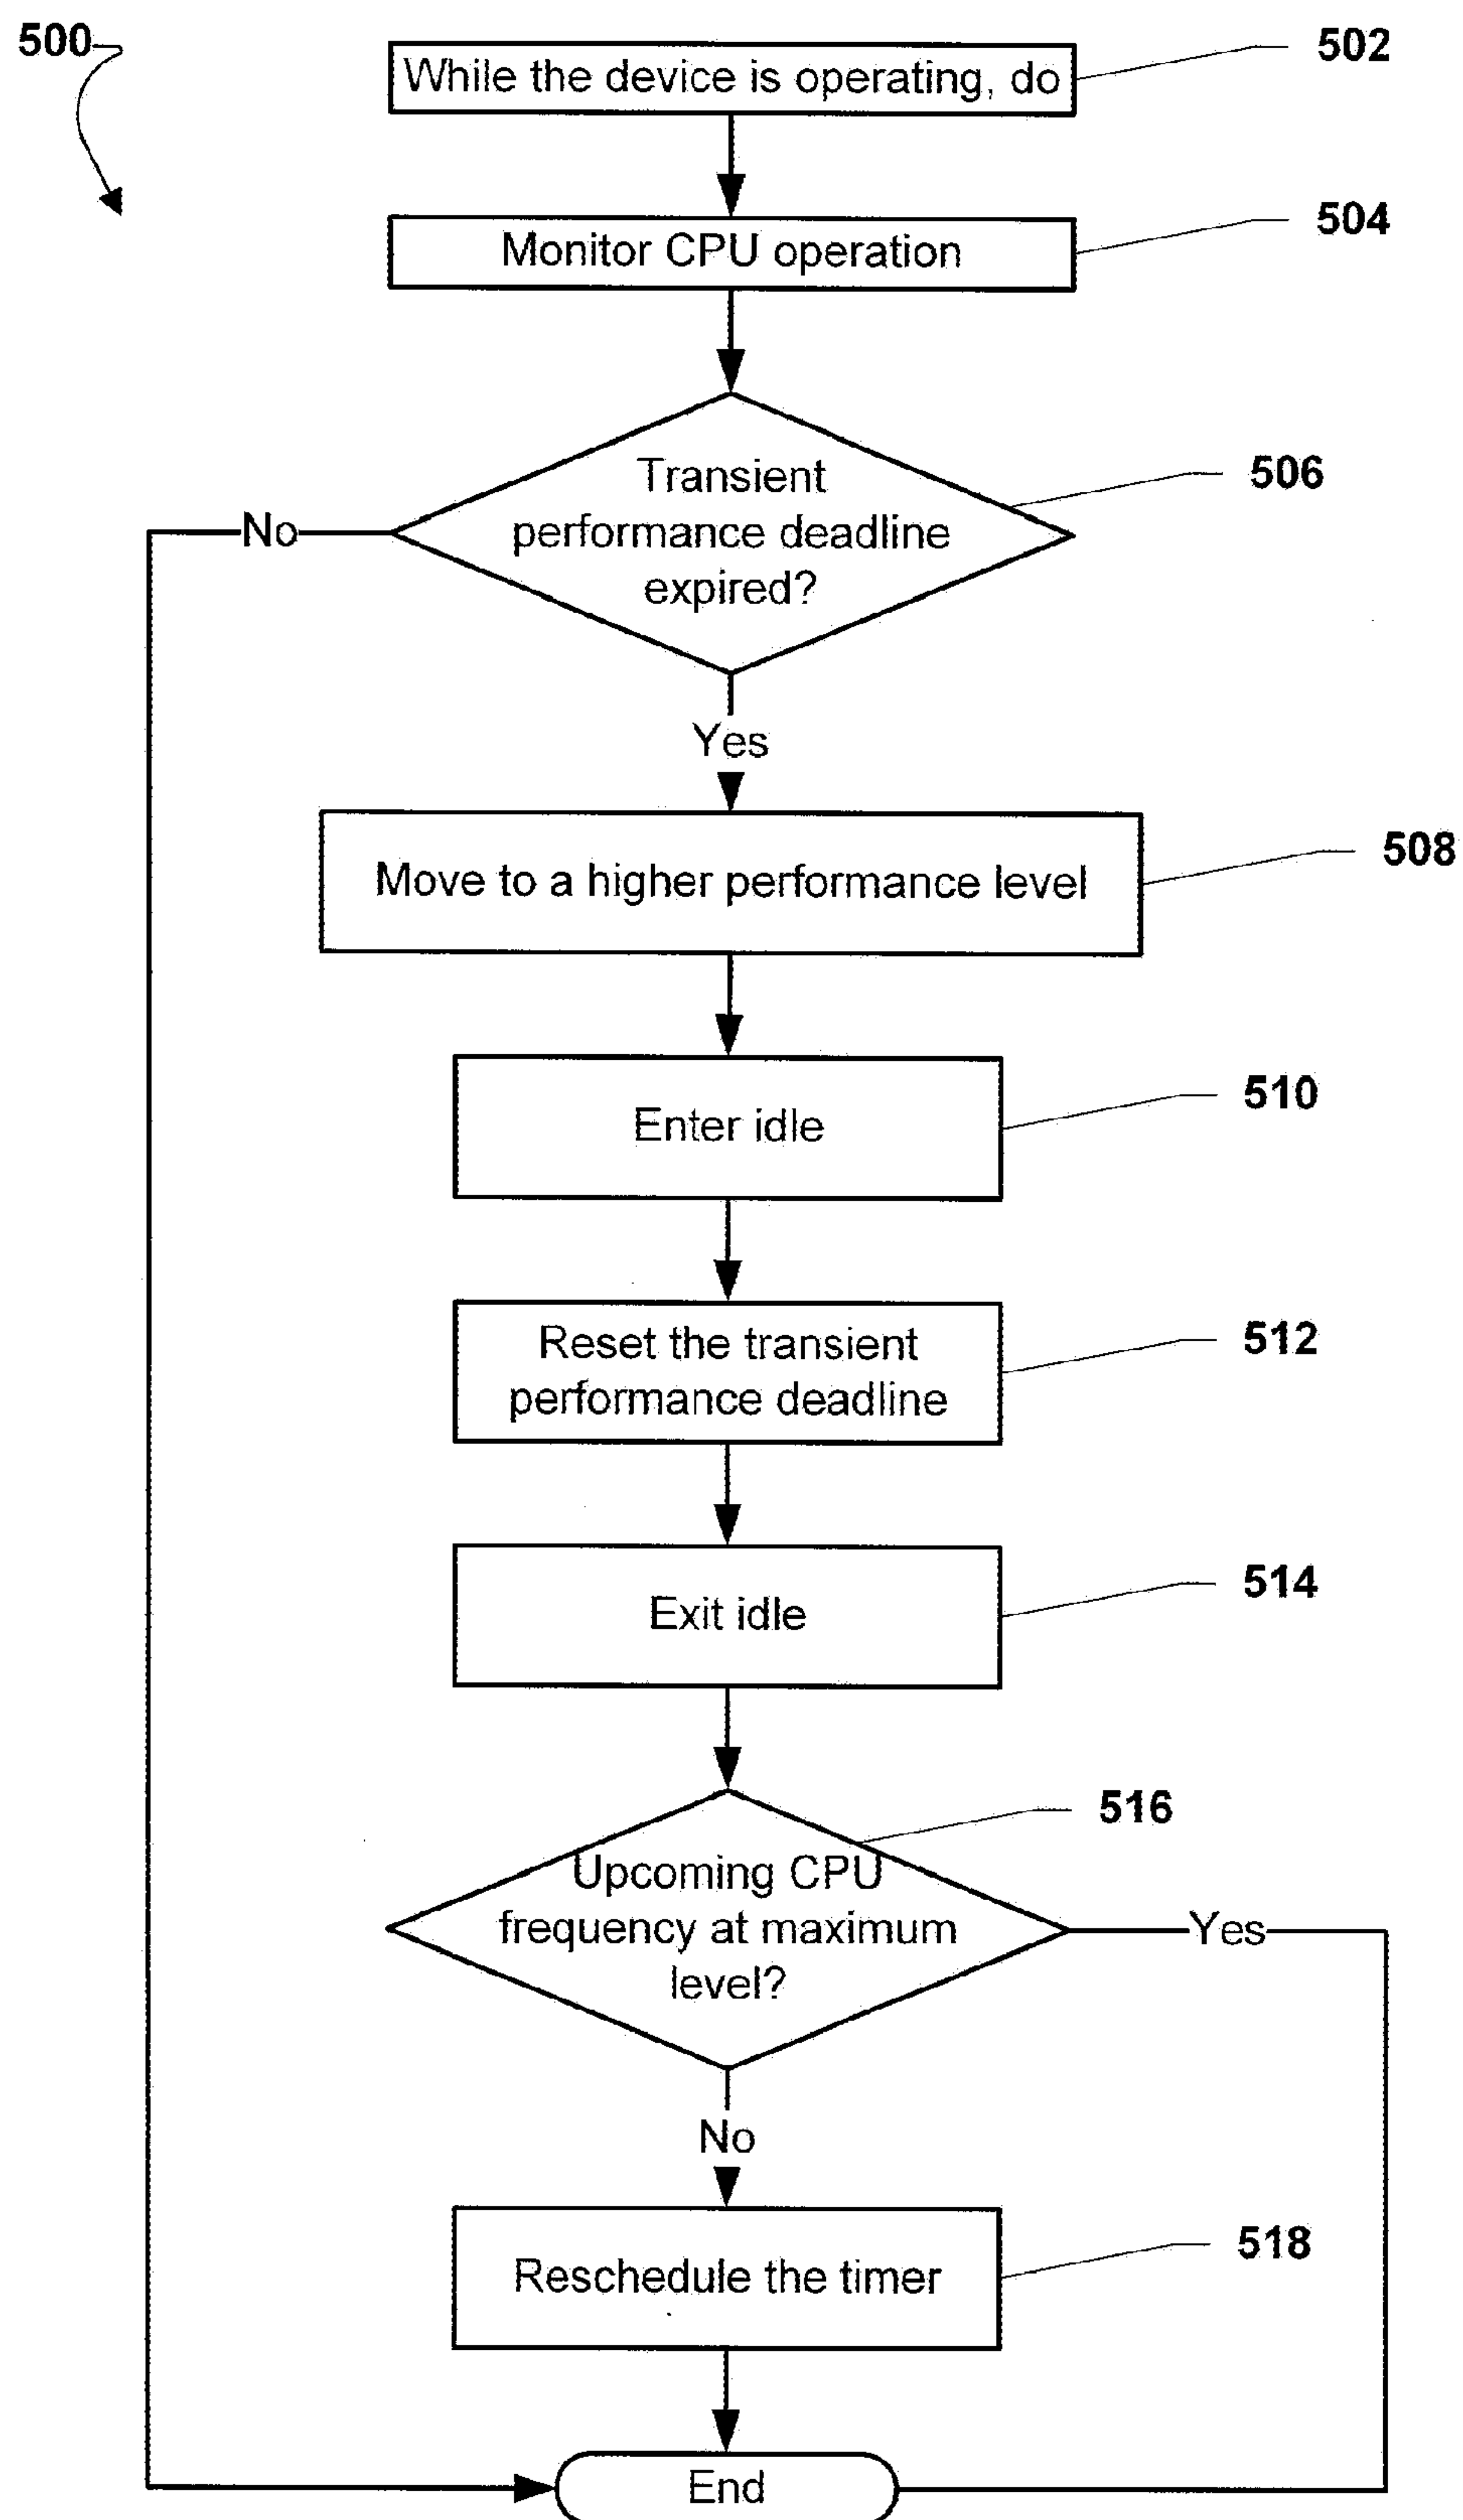 500
While the device is operating, do
502
Monitor CPU operation
504
Transient
performance deadline
expired?
506
No
Yes
Move to a higher performance level
508
Enter idle
510
Reset the transient
performance deadline
512
Exit idle
514
Upcoming CPU
frequency at maximum
level?
516
Yes
No
Reschedule the timer
518
End